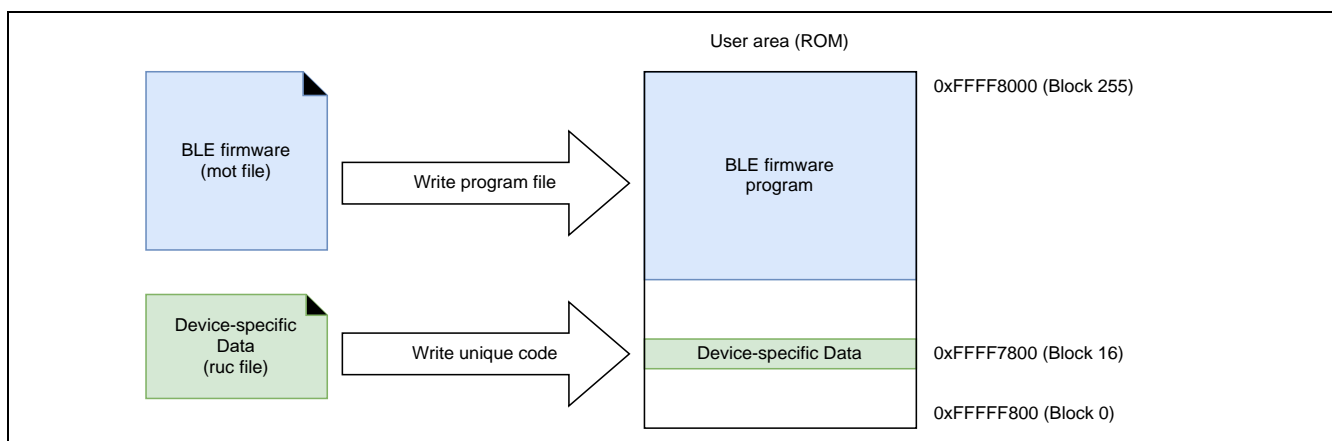 User area (ROM)
0xFFFF8000 (Block 255)
BLE firmware
(mot file)
Write program file
BLE firmware
program
Device-specific
Data
(ruc file)
Write unique code
Device-specific Data
0xFFFF7800 (Block 16)
0xFFFFF800 (Block 0)